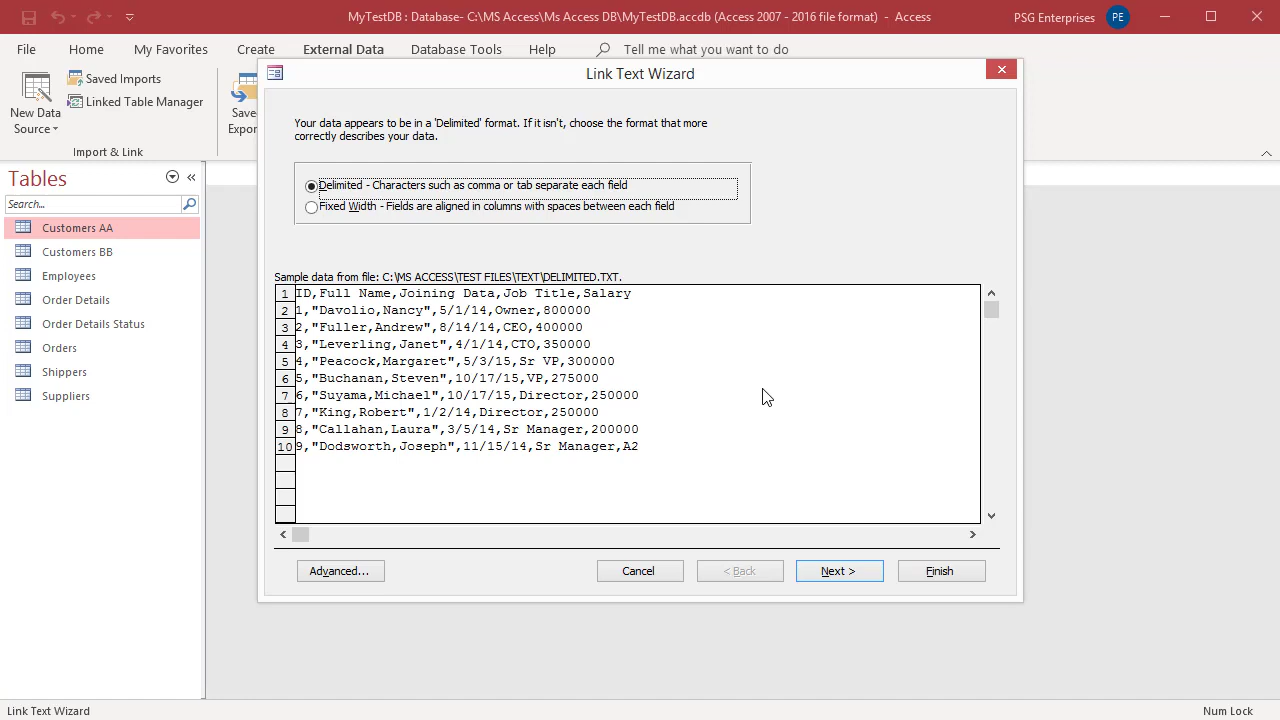 MyTestDB : Database- C:\MS Access\Ms Access DB\MyTestDB.accdb (Access 2007 - 2016 file format) - Access
PSG Enterprises
PE
File
Home
My Favorites
Create
External Data
Database Tools
Help
Tell me what you want to do
New Data Source
Saved Imports
Linked Table Manager
Import & Link
Save
Expor
Link Text Wizard
Your data appears to be in a 'Delimited' format. If it isn't, choose the format that more
correctly describes your data.
Delimited - Characters such as comma or tab separate each field
Fixed Width - Fields are aligned in columns with spaces between each field
Sample data from file: C:\MS ACCESS\TEST FILES\TEXT\DELIMITED.TXT.
1 ID,Full Name,Joining Data,Job Title,Salary
2 1,"Davolio,Nancy",5/1/14,Owner,800000
3 2,"Fuller,Andrew",8/14/14,CEO,400000
4 3,"Leverling,Janet",4/1/14,CTO,350000
5 4,"Peacock,Margaret",5/3/15,Sr VP,300000
6 5,"Buchanan,Steven",10/17/15,VP,275000
7 6,"Suyama,Michael",10/17/15,Director,250000
8 7,"King,Robert",1/2/14,Director,250000
9 8,"Callahan,Laura",3/5/14,Sr Manager,200000
10 9,"Dodsworth,Joseph",11/15/14,Sr Manager,A2
Advanced...
Cancel
< Back
Next >
Finish
Tables
Search...
Customers AA
Customers BB
Employees
Order Details
Order Details Status
Orders
Shippers
Suppliers
Link Text Wizard
Num Lock